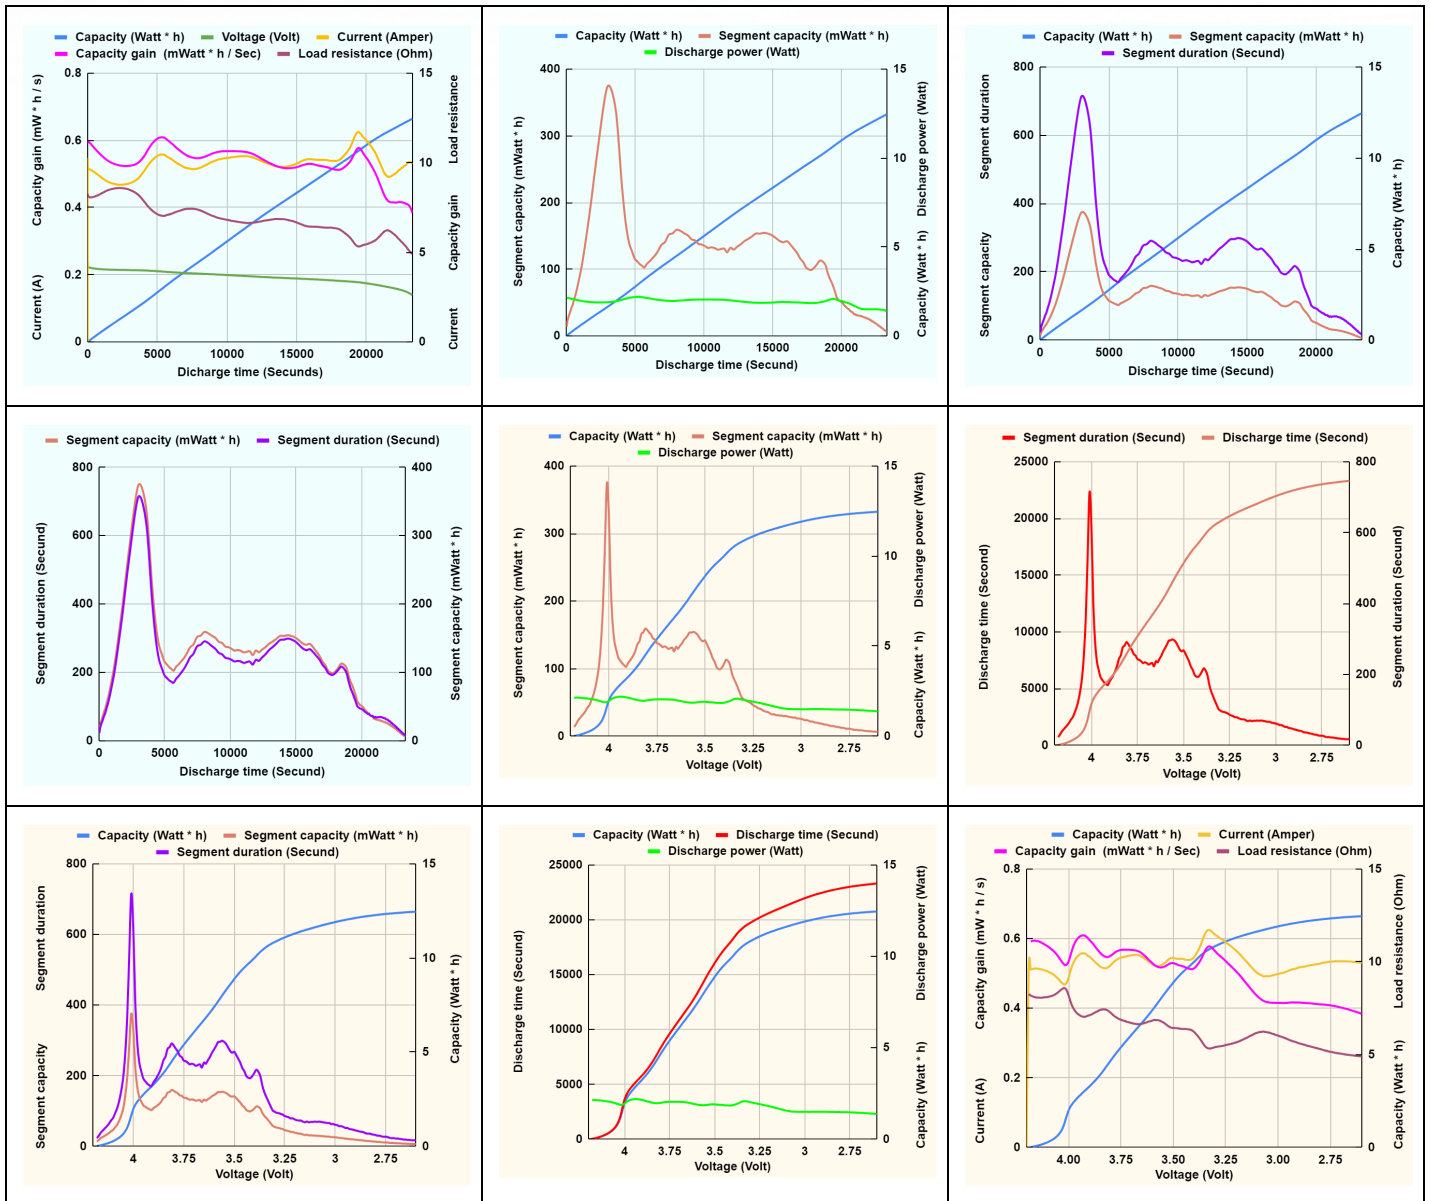 Capacity (Watt * h) Voltage (Volt) Current (Amper)
Capacity gain (mWatt * h / Sec) Load resistance (Ohm)
Capacity gain (mW * h / s)
Current (A)
0.8
0.6
0.4
0.2
0
15
10
5
0
Load resistance
Capacity gain
Current
0 5000 10000 15000 20000
Dicharge time (Seconds)
Capacity (Watt * h) Segment capacity (mWatt * h)
Discharge power (Watt)
Segment capacity (mWatt * h)
400
300
200
100
0
15
10
5
0
Discharge power (Watt)
Capacity (Watt * h)
0 5000 10000 15000 20000
Discharge time (Secund)
Capacity (Watt * h) Segment capacity (mWatt * h)
Segment duration (Secund)
Segment duration
Segment capacity
800
600
400
200
0
15
10
5
0
Capacity (Watt * h)
0 5000 10000 15000 20000
Discharge time (Secund)
Segment capacity (mWatt * h) Segment duration (Secund)
Segment duration (Secund)
800
600
400
200
0
400
300
200
100
0
Segment capacity (mWatt * h)
0 5000 10000 15000 20000
Discharge time (Secund)
Capacity (Watt * h) Segment capacity (mWatt * h)
Discharge power (Watt)
Segment capacity (mWatt * h)
400
300
200
100
0
15
10
5
0
Discharge power (Watt)
Capacity (Watt * h)
4 3.75 3.5 3.25 3 2.75
Voltage (Volt)
Segment duration (Secund) Discharge time (Secund)
Discharge time (Secund)
25000
20000
15000
10000
5000
0
800
600
400
200
0
Segment duration (Secund)
4 3.75 3.5 3.25 3 2.75
Voltage (Volt)
Capacity (Watt * h) Segment capacity (mWatt * h)
Segment duration (Secund)
Segment duration
Segment capacity
800
600
400
200
0
15
10
5
0
Capacity (Watt * h)
4 3.75 3.5 3.25 3 2.75
Voltage (Volt)
Capacity (Watt * h) Discharge time (Secund)
Discharge power (Watt)
Discharge time (Secund)
25000
20000
15000
10000
5000
0
15
10
5
0
Discharge power (Watt)
Capacity (Watt * h)
4 3.75 3.5 3.25 3 2.75
Voltage (Volt)
Capacity (Watt * h) Current (Amper)
Capacity gain (mWatt * h / Sec) Load resistance (Ohm)
Capacity gain (mW * h / s)
Current (A)
0.8
0.6
0.4
0.2
0
15
10
5
0
Load resistance (Ohm)
Capacity (Watt * h)
4.00 3.75 3.50 3.25 3.00 2.75
Voltage (Volt)